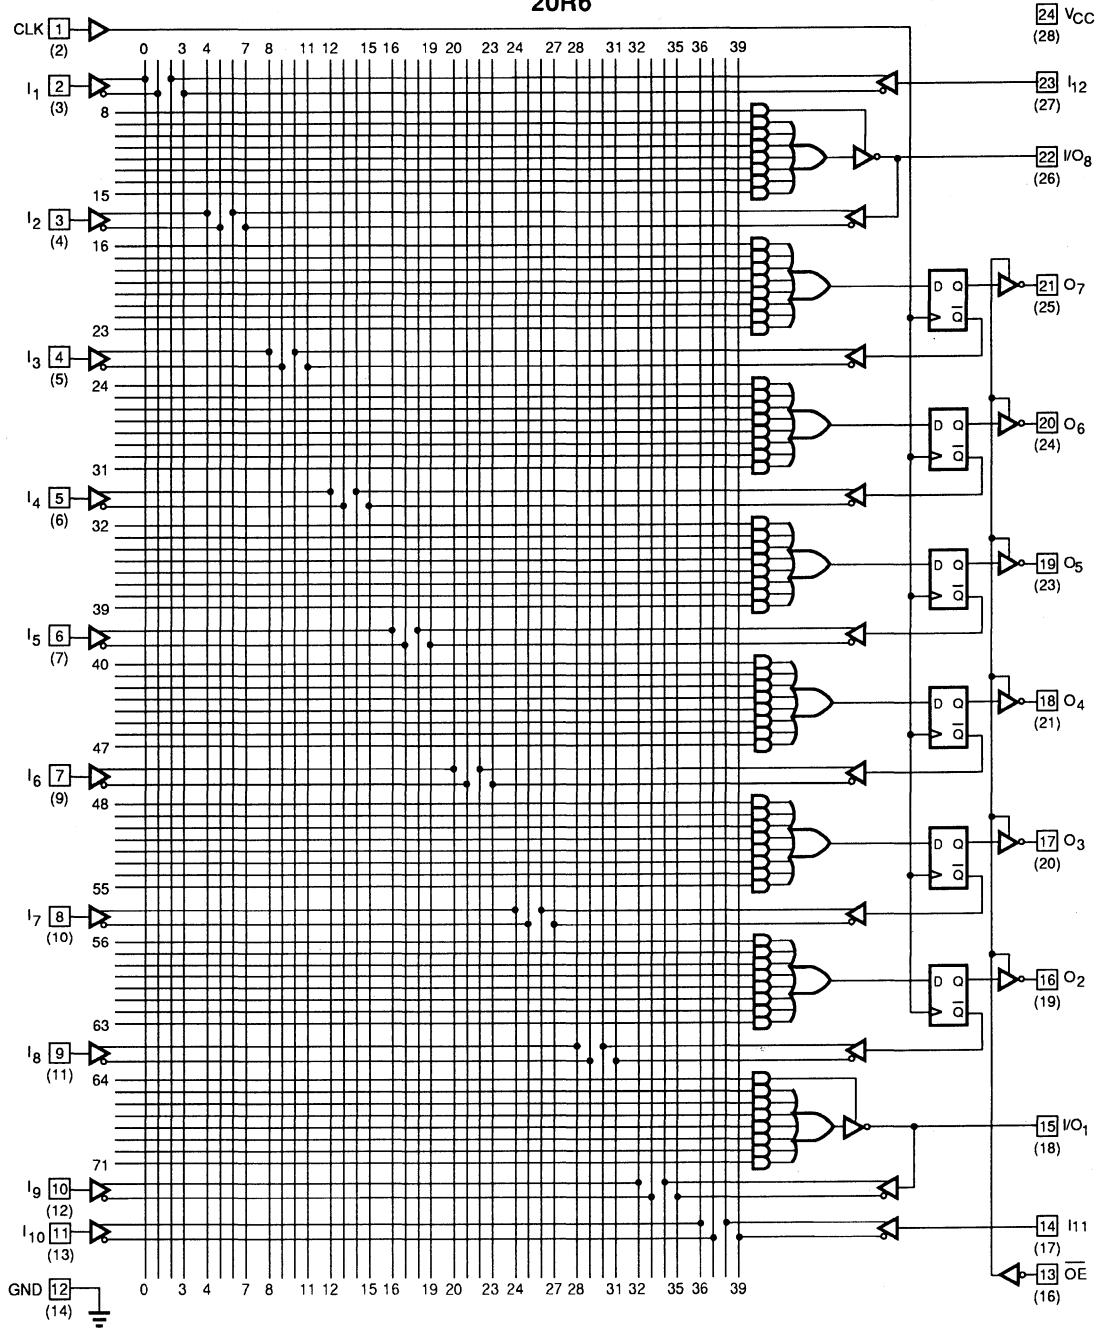 20R6
24 VCC
(28)
CLK 1
(2)
0 3 4 7 8 11 12 15 16 19 20 23 24 27 28 31 32 35 36 39
I1 2
(3)
23 I12
(27)
8
22 I/O8
(26)
15
I2 3
(4)
16
D Q
Q
21 O7
(25)
23
I3 4
(5)
24
D Q
Q
20 O6
(24)
31
I4 5
(6)
32
D Q
Q
19 O5
(23)
39
I5 6
(7)
40
D Q
Q
18 O4
(21)
47
I6 7
(9)
48
D Q
Q
17 O3
(20)
55
I7 8
(10)
56
D Q
Q
16 O2
(19)
63
I8 9
(11)
64
15 I/O1
(18)
71
I9 10
(12)
I10 11
(13)
14 I11
(17)
GND 12
(14)
0 3 4 7 8 11 12 15 16 19 20 23 24 27 28 31 32 35 36 39
13 OE
(16)